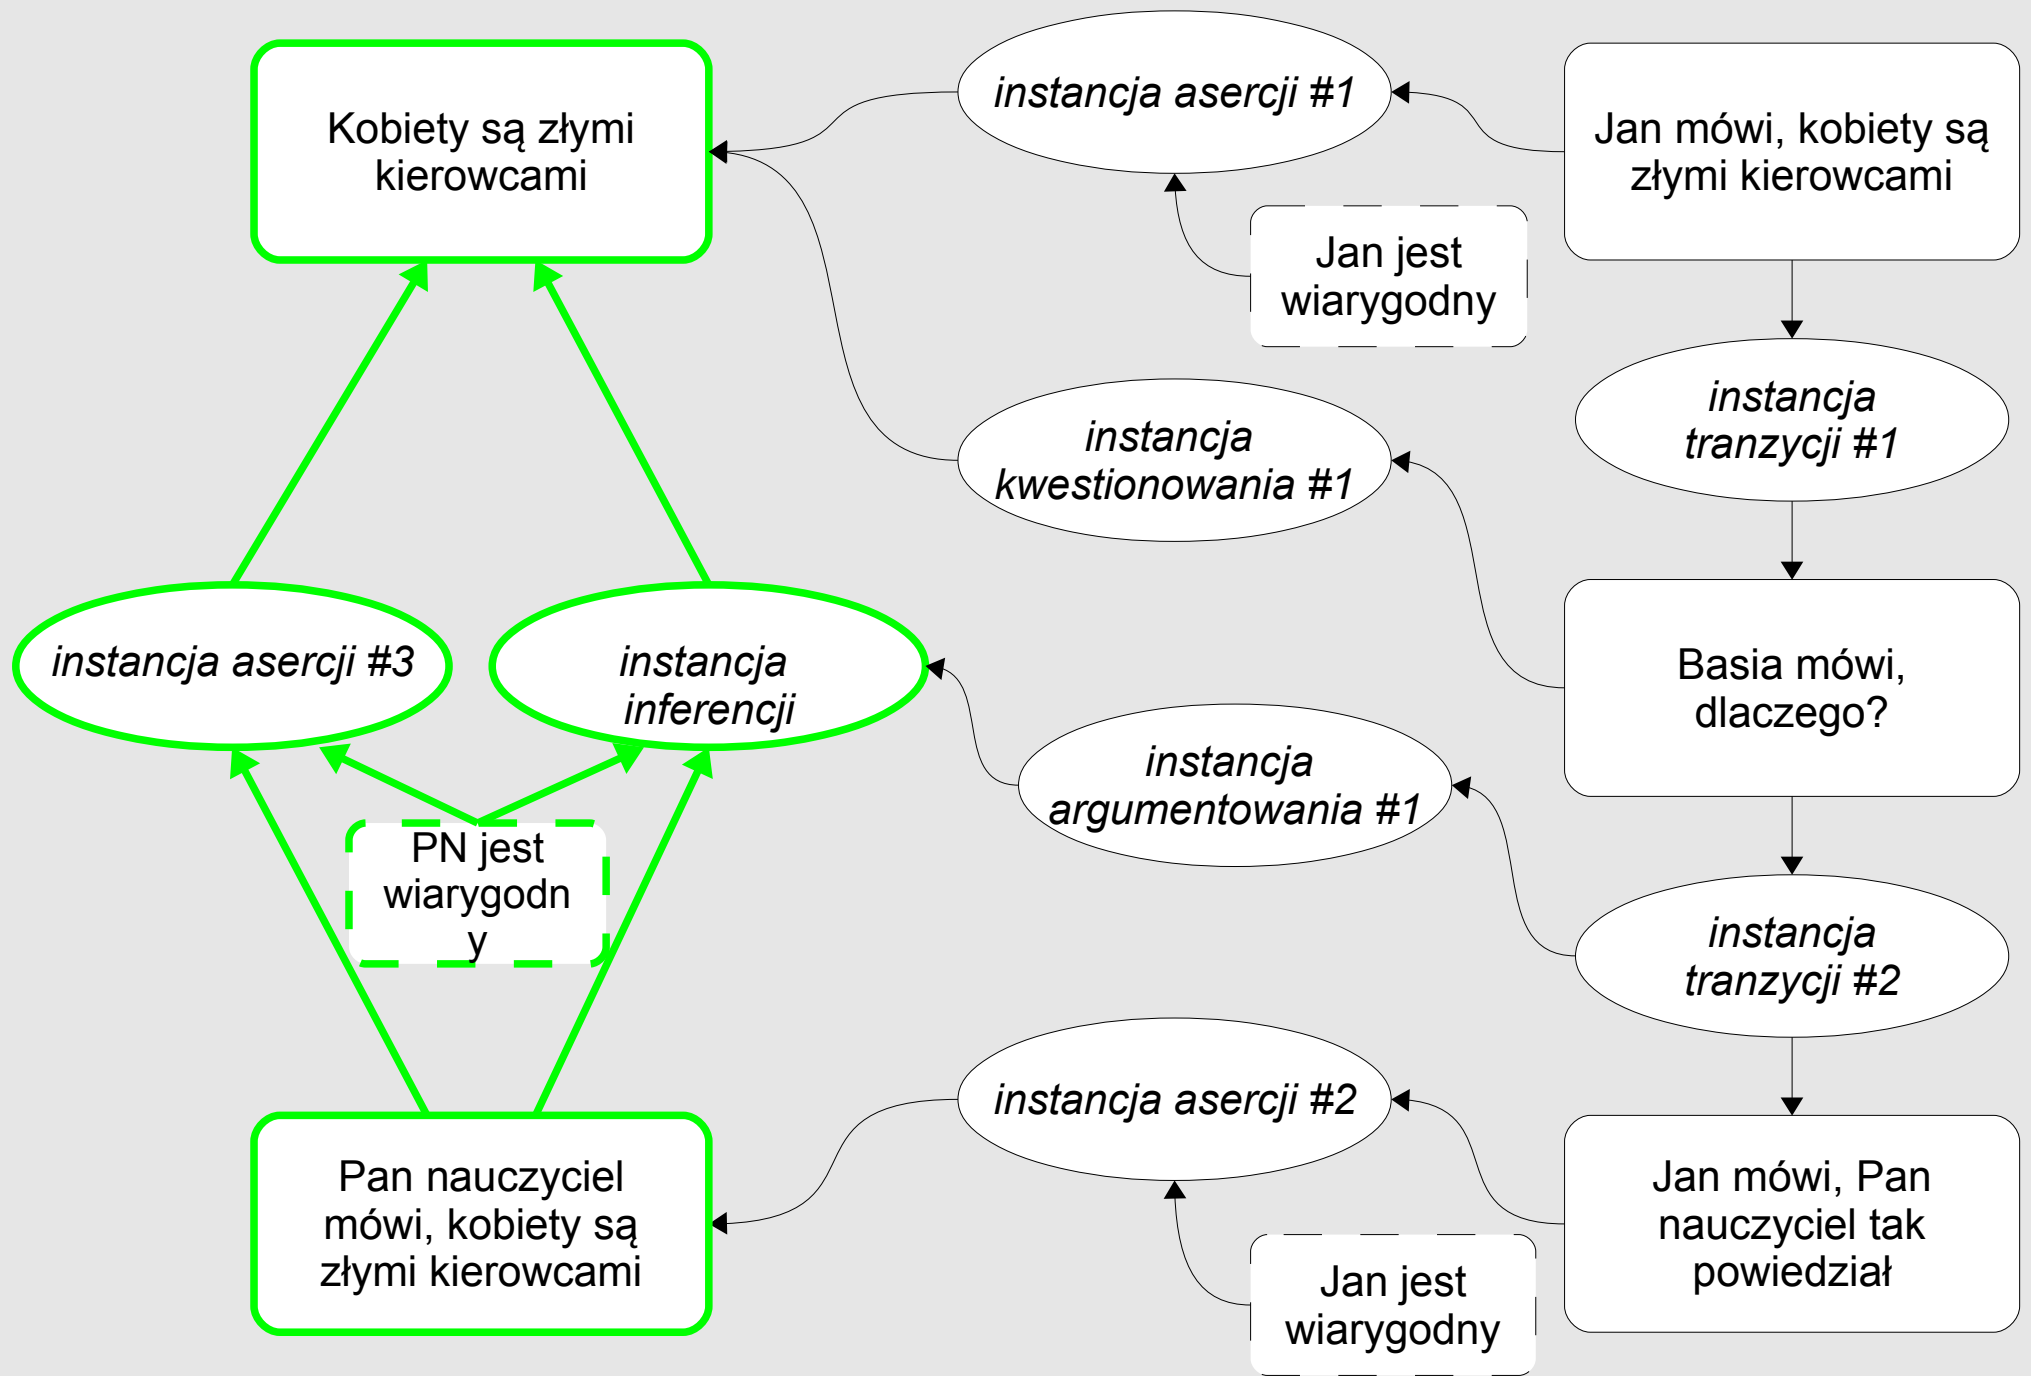 Kobiety są złymi
kierowcami
instancja asercji #1
Jan mówi, kobiety są
złymi kierowcami
Jan jest
wiarygodny
instancja
tranzycji #1
instancja
kwestionowania #1
instancja asercji #3
instancja
inferencji
Basia mówi,
dlaczego?
instancja
argumentowania #1
PN jest
wiarygodn
y
instancja
tranzycji #2
instancja asercji #2
Pan nauczyciel
mówi, kobiety są
złymi kierowcami
Jan mówi, Pan
nauczyciel tak
powiedział
Jan jest
wiarygodny